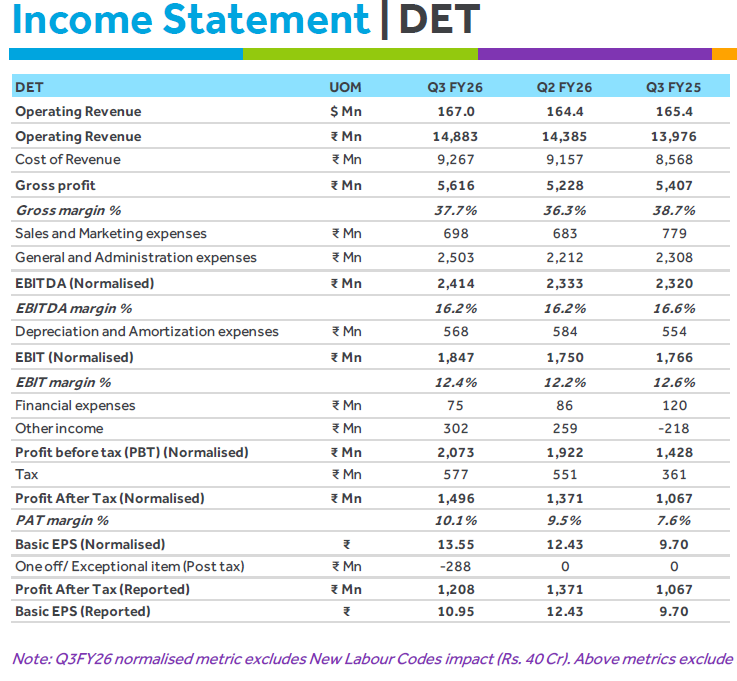 Income Statement | DET
DET UOM Q3 FY26 Q2 FY26 Q3 FY25
Operating Revenue $ Mn 167.0 164.4 165.4
Operating Revenue ₹ Mn 14,883 14,385 13,976
Cost of Revenue ₹ Mn 9,267 9,157 8,568
Gross profit ₹ Mn 5,616 5,228 5,407
Gross margin % 37.7% 36.3% 38.7%
Sales and Marketing expenses ₹ Mn 698 683 779
General and Administration expenses ₹ Mn 2,503 2,212 2,308
EBITDA (Normalised) ₹ Mn 2,414 2,333 2,320
EBITDA margin % 16.2% 16.2% 16.6%
Depreciation and Amortization expenses ₹ Mn 568 584 554
EBIT (Normalised) ₹ Mn 1,847 1,750 1,766
EBIT margin % 12.4% 12.2% 12.6%
Financial expenses ₹ Mn 75 86 120
Other income ₹ Mn 302 259 -218
Profit before tax (PBT) (Normalised) ₹ Mn 2,073 1,922 1,428
Tax ₹ Mn 577 551 361
Profit After Tax (Normalised) ₹ Mn 1,496 1,371 1,067
PAT margin % 10.1% 9.5% 7.6%
Basic EPS (Normalised) ₹ 13.55 12.43 9.70
One off/ Exceptional item (Post tax) ₹ Mn -288 0 0
Profit After Tax (Reported) ₹ Mn 1,208 1,371 1,067
Basic EPS (Reported) ₹ 10.95 12.43 9.70
Note: Q3FY26 normalised metric excludes New Labour Codes impact (Rs. 40 Cr). Above metrics exclude